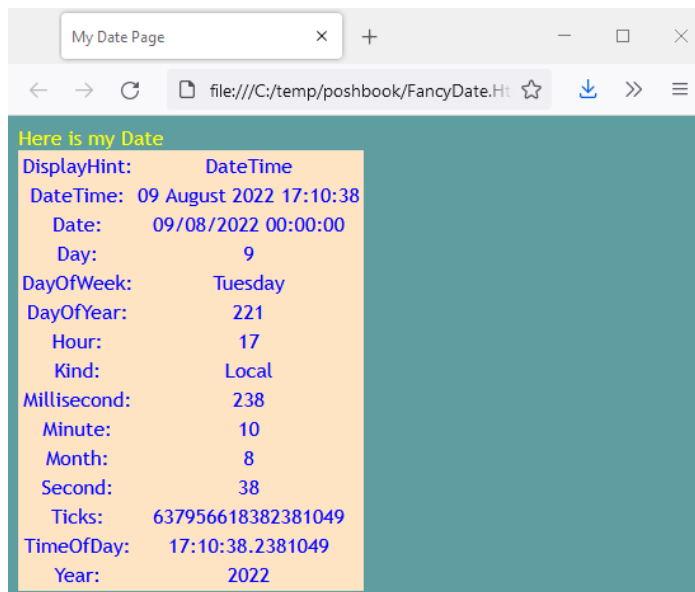 My Date Page
file:///C:/temp/poshbook/FancyDate.Ht
Here is my Date
DisplayHint: DateTime
DateTime: 09 August 2022 17:10:38
Date: 09/08/2022 00:00:00
Day: 9
DayOfWeek: Tuesday
DayOfYear: 221
Hour: 17
Kind: Local
Millisecond: 238
Minute: 10
Month: 8
Second: 38
Ticks: 637956618382381049
TimeOfDay: 17:10:38.2381049
Year: 2022